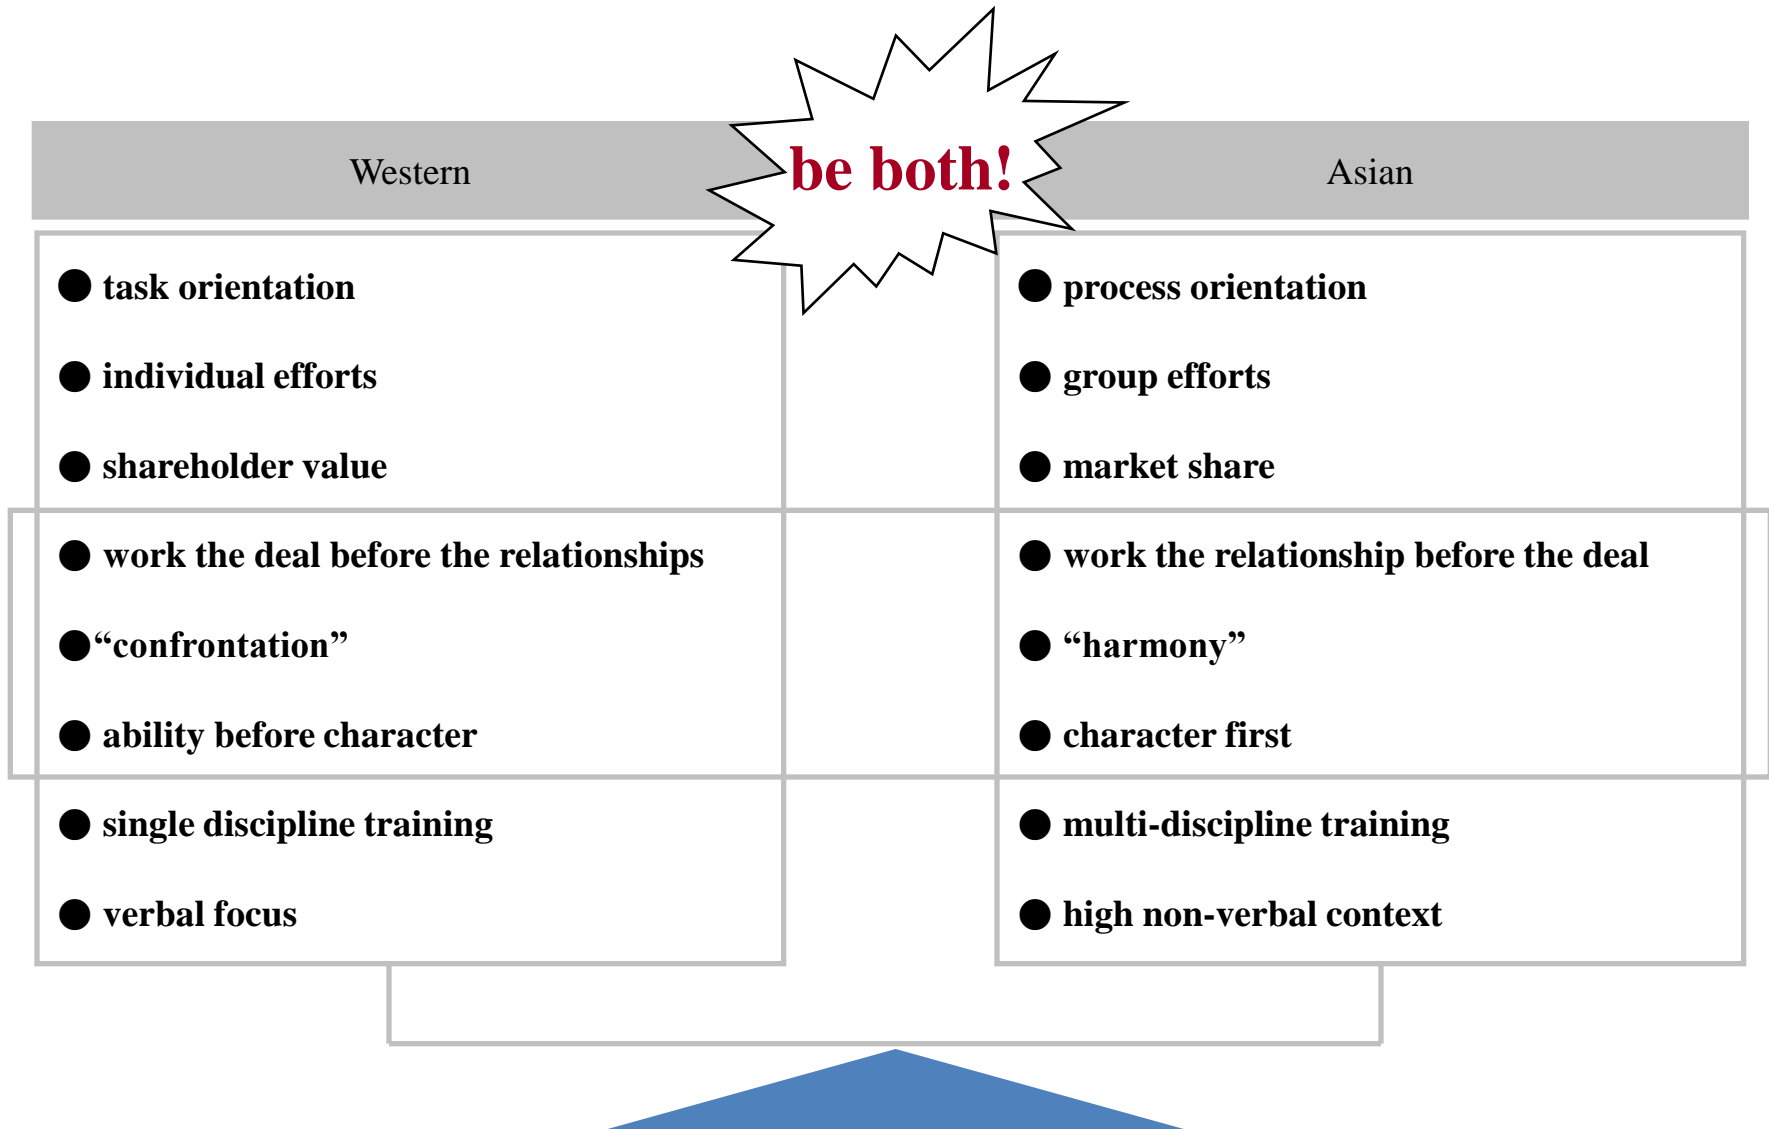 be both!
Western
Asian
● task orientation
● individual efforts
● shareholder value
● work the deal before the relationships
●“confrontation”
● ability before character
● single discipline training
● verbal focus
● process orientation
● group efforts
● market share
● work the relationship before the deal
● “harmony”
● character first
● multi-discipline training
● high non-verbal context